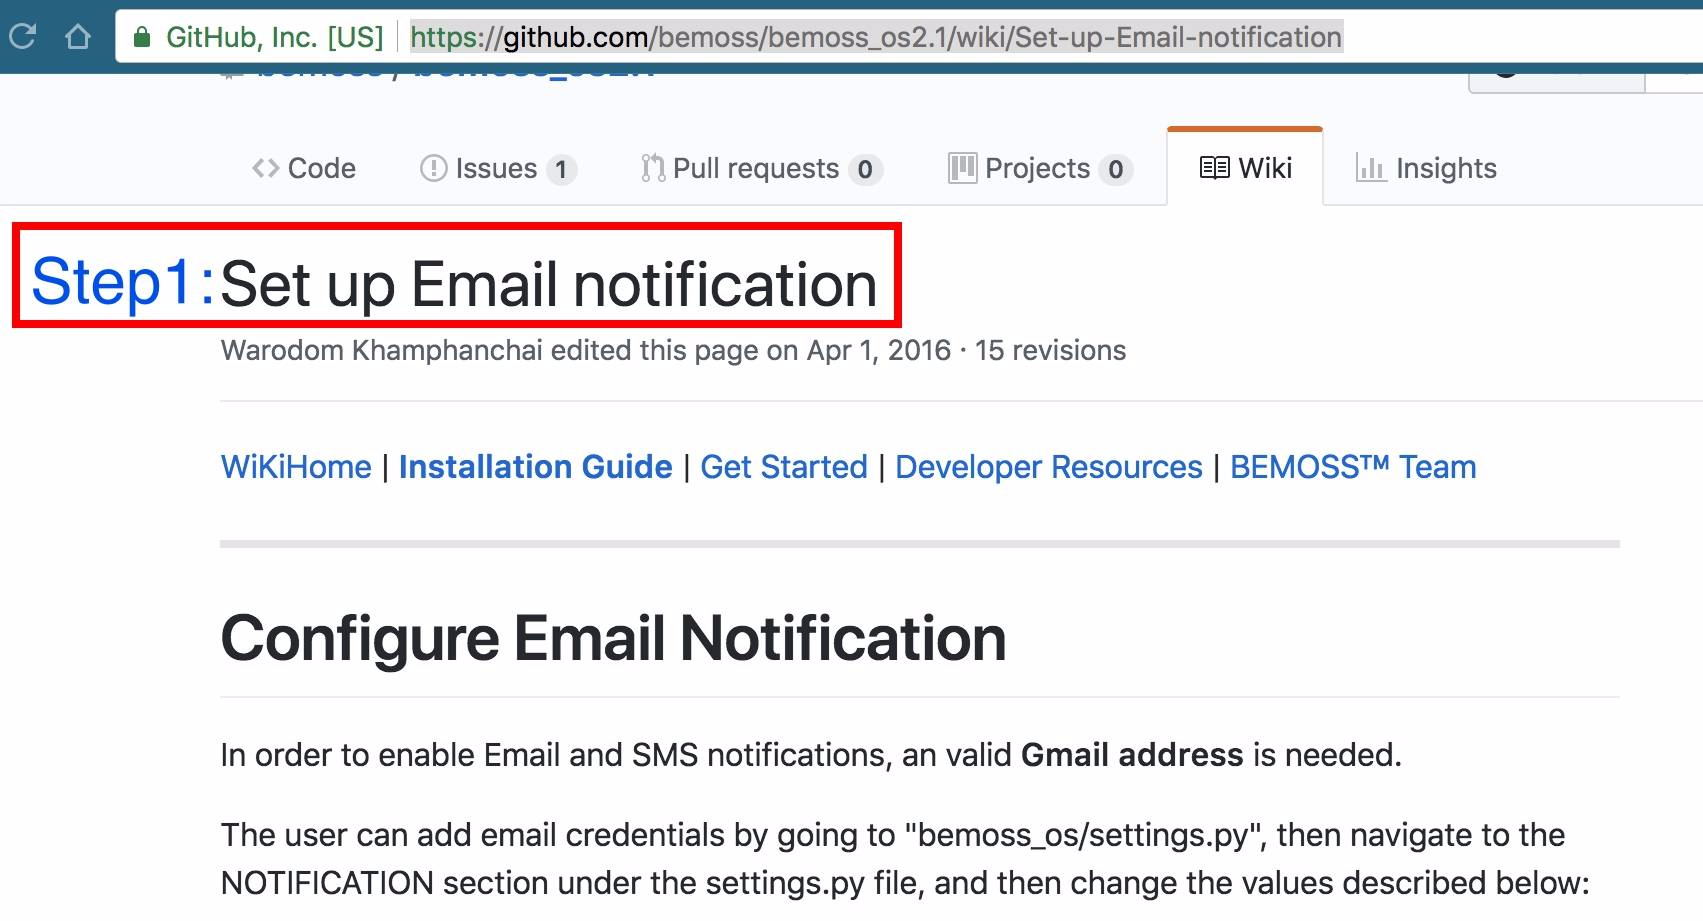 GitHub, Inc. [US] https://github.com/bemoss/bemoss_os2.1/wiki/Set-up-Email-notification
Code Issues 1 Pull requests 0 Projects 0 Wiki Insights
Step1: Set up Email notification
Warodom Khamphanchai edited this page on Apr 1, 2016 · 15 revisions
WiKiHome | Installation Guide | Get Started | Developer Resources | BEMOSS™ Team
Configure Email Notification
In order to enable Email and SMS notifications, an valid Gmail address is needed.
The user can add email credentials by going to "bemoss_os/settings.py", then navigate to the
NOTIFICATION section under the settings.py file, and then change the values described below: